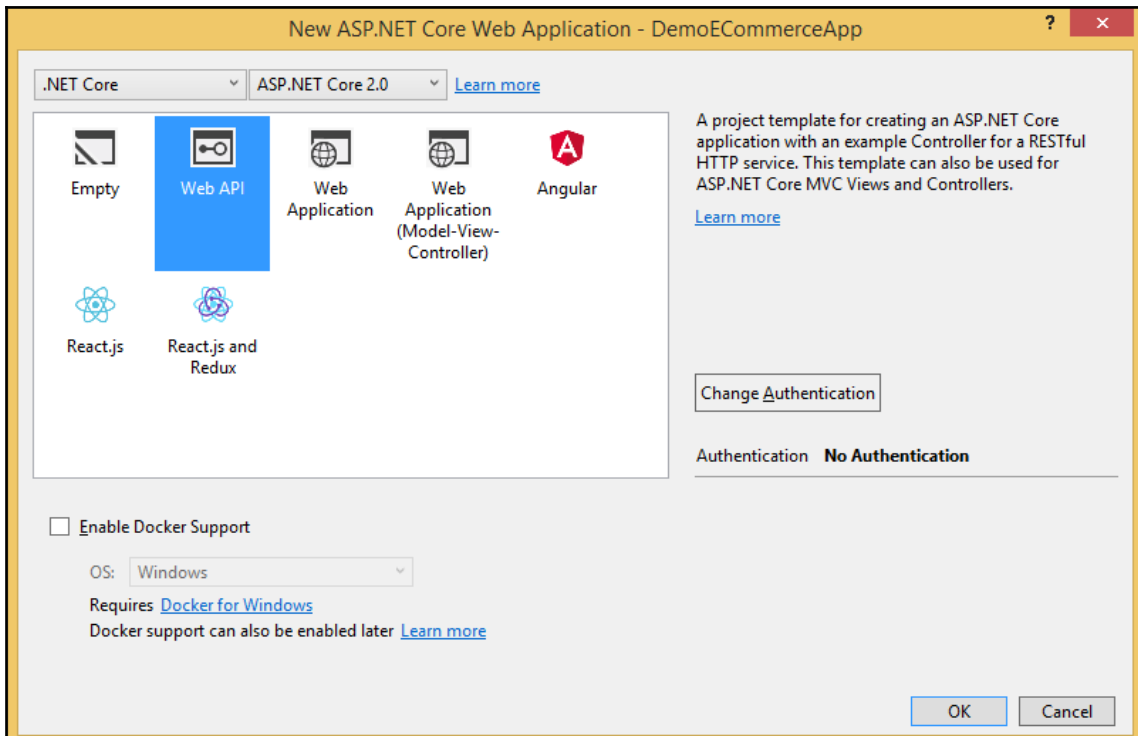 New ASP.NET Core Web Application - DemoECommerceApp
?
×
.NET Core
ASP.NET Core 2.0
Learn more
Empty
Web API
Web
Application
Web
Application
(Model-View-
Controller)
Angular
React.js
React.js and
Redux
A project template for creating an ASP.NET Core
application with an example Controller for a RESTful
HTTP service. This template can also be used for
ASP.NET Core MVC Views and Controllers.
Learn more
Change Authentication
Authentication No Authentication
Enable Docker Support
OS: Windows
Requires Docker for Windows
Docker support can also be enabled later Learn more
OK
Cancel